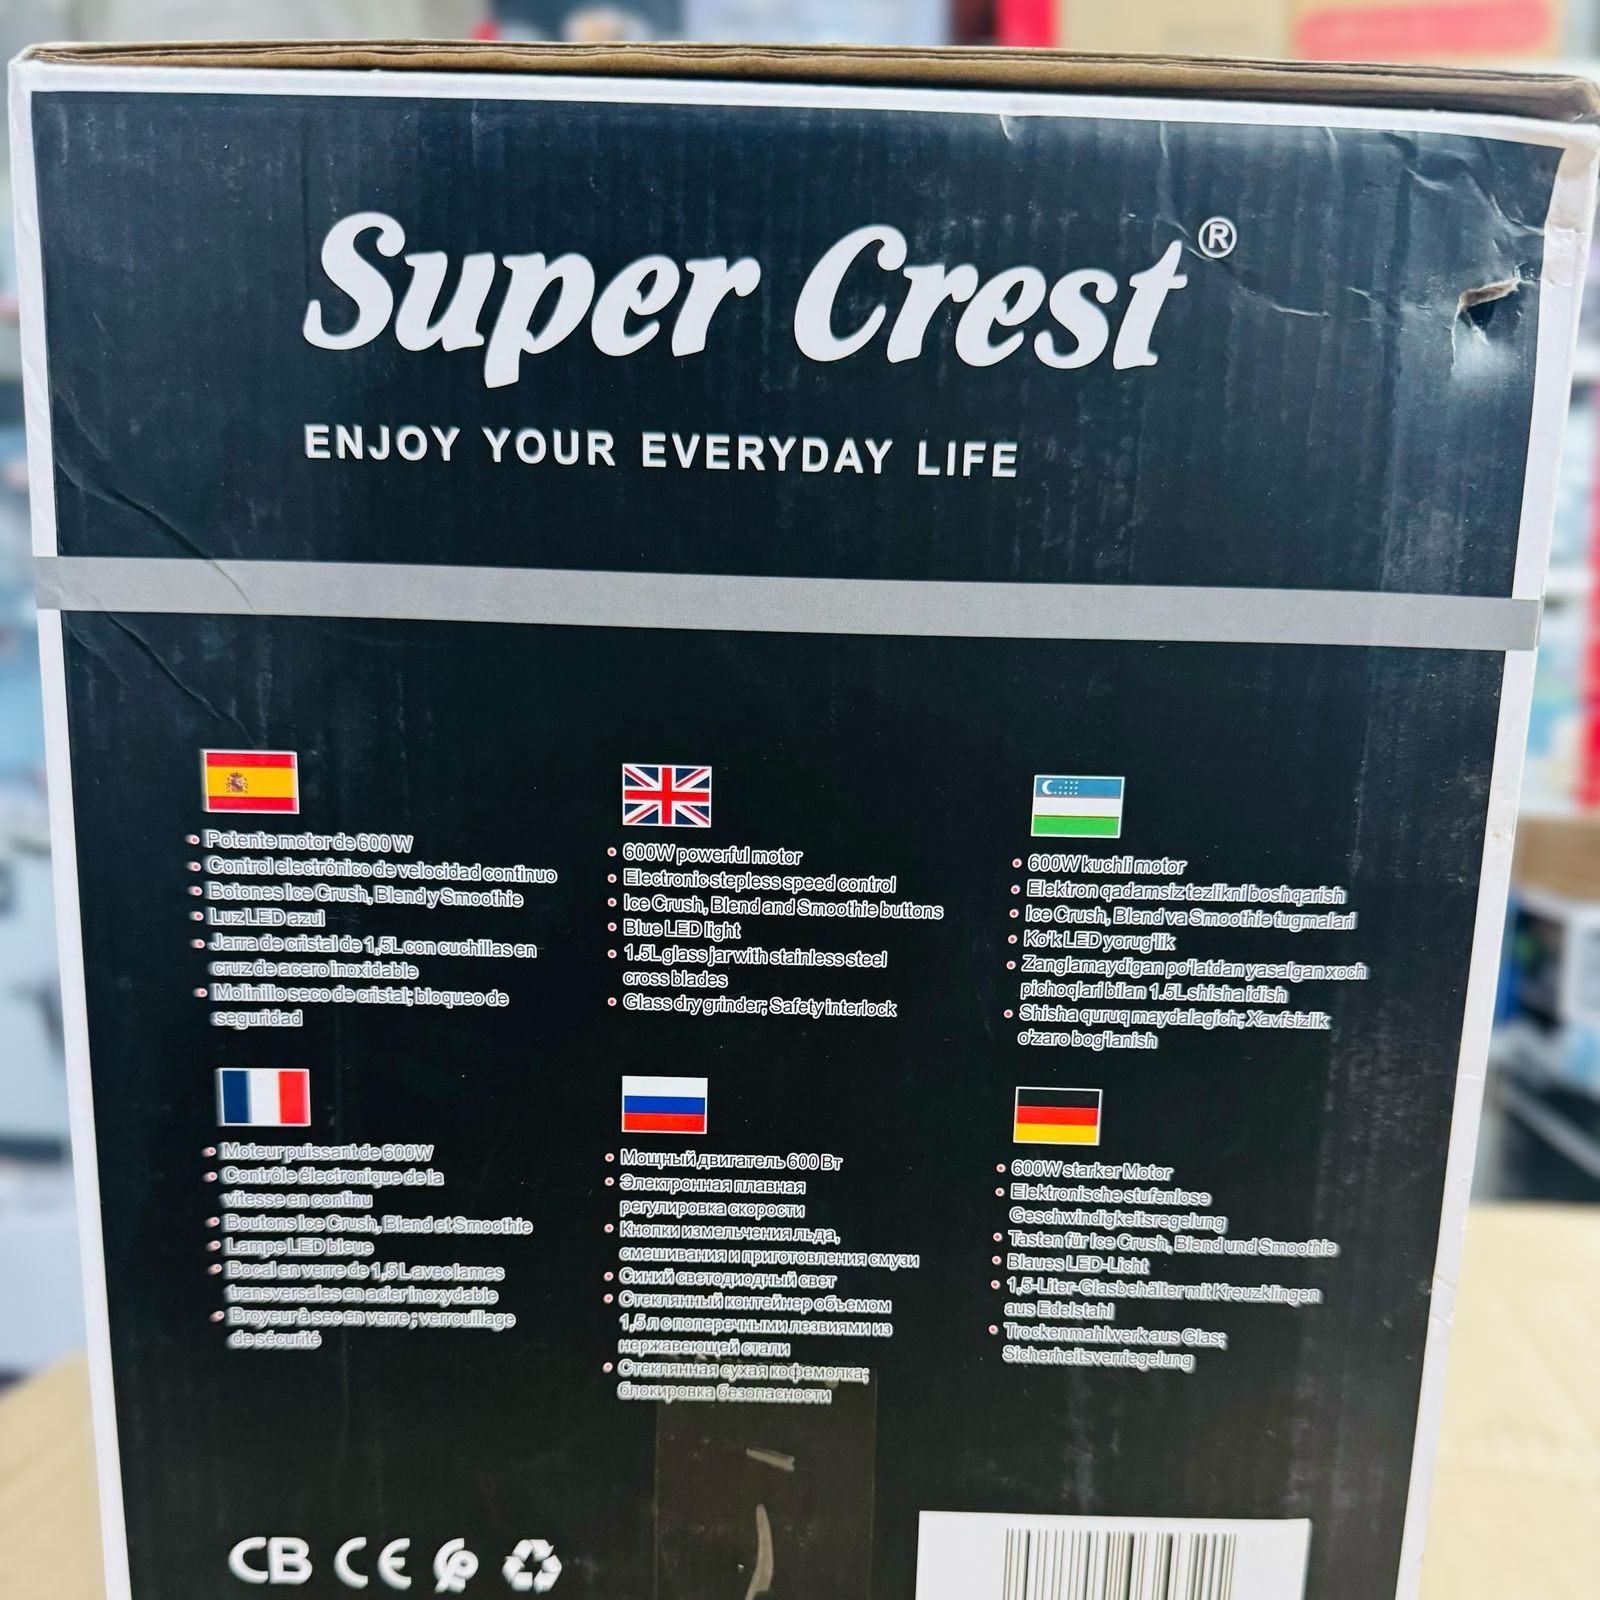 Super Crest®
ENJOY YOUR EVERYDAY LIFE
• Potente motor de 600 W
• Control electrónico de velocidad continuo
• Botones Ice Crush, Blend y Smoothie
• Luz LED azul
• Jarra de cristal de 1,5L con cuchillas en
cruz de acero inoxidable
• Molinillo seco de cristal; bloqueo de
seguridad
• 600W powerful motor
• Electronic stepless speed control
• Ice Crush, Blend and Smoothie buttons
• Blue LED light
• 1.5L glass jar with stainless steel
cross blades
• Glass dry grinder; Safety interlock
• 600W kuchli motor
• Elektron qadamsiz tezlikni boshqarish
• Ice Crush, Blend va Smoothie tugmalari
• Ko'k LED yorug'lik
• Zanglamaydigan po'latdan yasalgan xoch
pichoqlari bilan 1.5L shisha idish
• Shisha quruq maydalagich; Xavfsizlik
o'zaro bog'lanish
• Moteur puissant de 600W
• Contrôle électronique de la
vitesse en continu
• Boutons Ice Crush, Blend et Smoothie
• Lampe LED bleue
• Bocal en verre de 1,5 L avec lames
transversales en acier inoxydable
• Broyeur à sec en verre ; verrouillage
de sécurité
• Мощный двигатель 600 Вт
• Электронная плавная
регулировка скорости
• Кнопки измельчения льда,
смешивания и приготовления смузи
• Синий светодиодный свет
• Стеклянный контейнер объемом
1,5 л с поперечными лезвиями из
нержавеющей стали
• Стеклянная сухая кофемолка;
блокировка безопасности
• 600W starker Motor
• Elektronische stufenlose
Geschwindigkeitsregelung
• Tasten für Ice Crush, Blend und Smoothie
• Blaues LED-Licht
• 1,5-Liter-Glasbehälter mit Kreuzklingen
aus Edelstahl
• Trockenmahlwerk aus Glas;
Sicherheitsverriegelung
CB CE